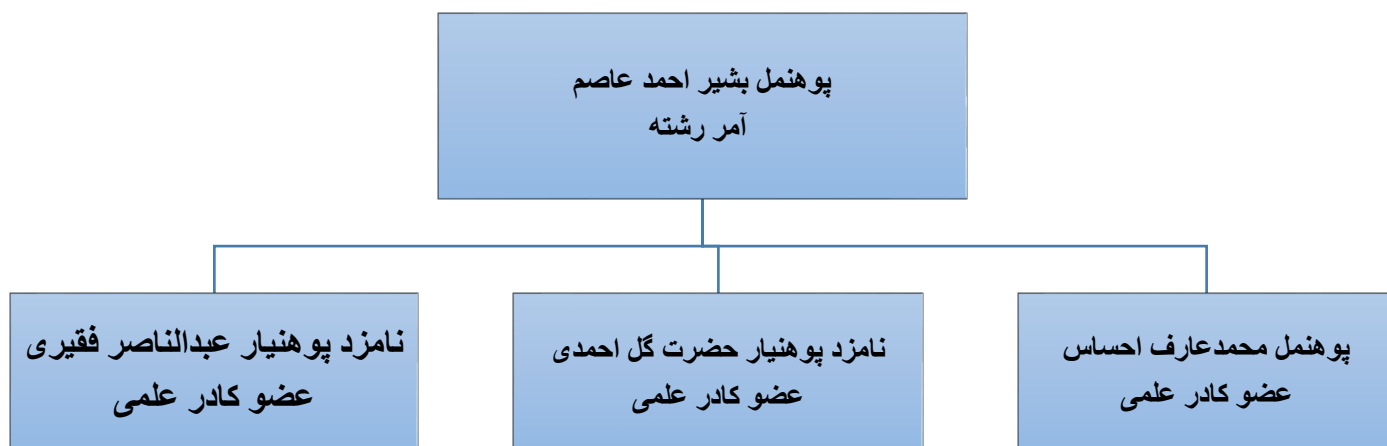 پوهنمل بشیر احمد عاصم
آمر رشته
پوهنمل محمدعارف احساس
عضو کادر علمی
نامزد پوهنیار حضرت گل احمدی
عضو کادر علمی
نامزد پوهنیار عبدالناصر فقیری
عضو کادر علمی